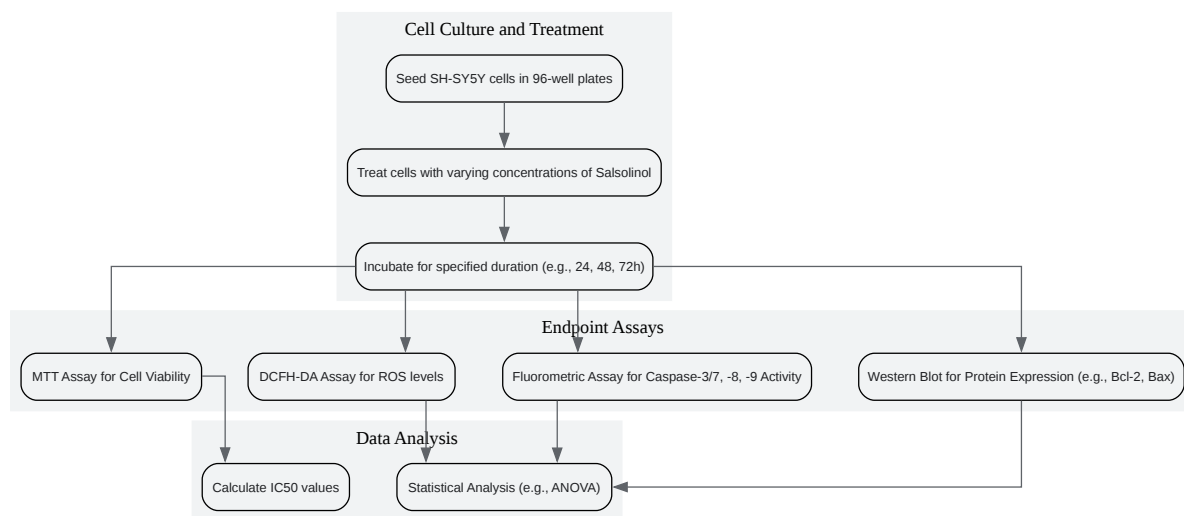 Cell Culture and Treatment
Seed SH-SY5Y cells in 96-well plates
Treat cells with varying concentrations of Salsolinol
Incubate for specified duration (e.g., 24, 48, 72h)
Endpoint Assays
MTT Assay for Cell Viability
DCFH-DA Assay for ROS levels
Fluorometric Assay for Caspase-3/7, -8, -9 Activity
Western Blot for Protein Expression (e.g., Bcl-2, Bax)
Data Analysis
Calculate IC50 values
Statistical Analysis (e.g., ANOVA)